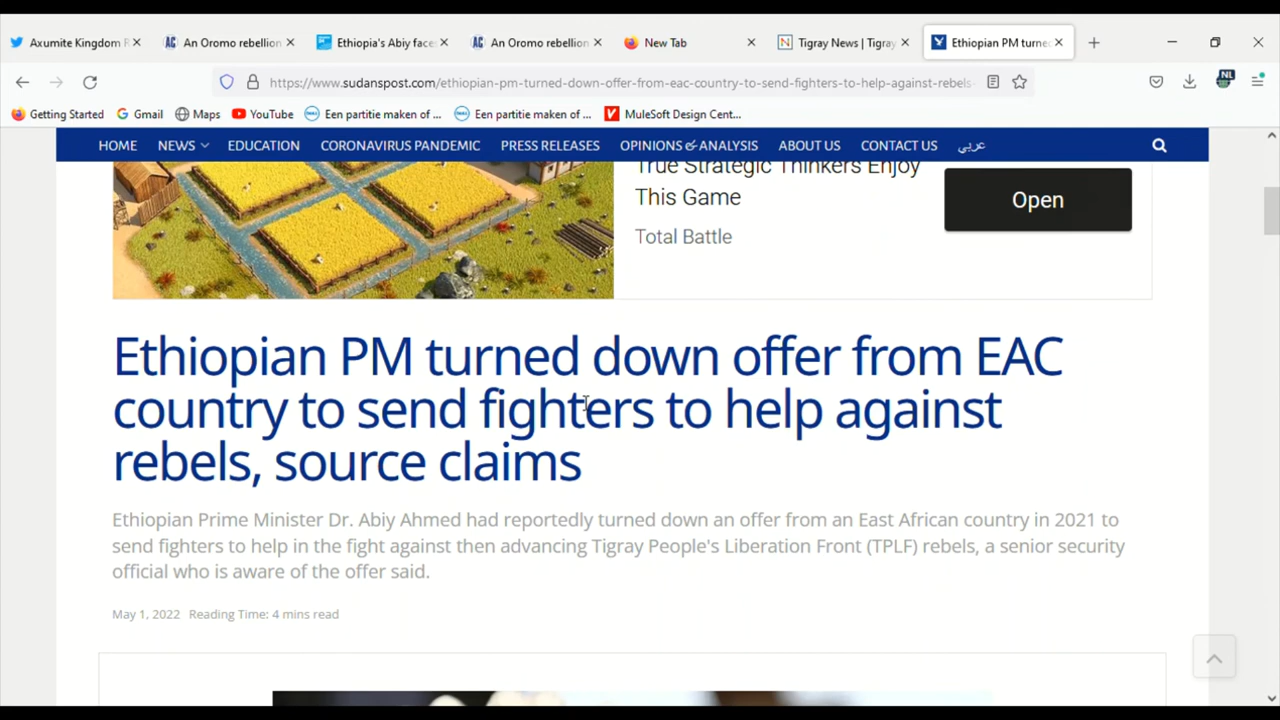 Axumite Kingdom R
An Oromo rebellion
Ethiopia's Abiy face
An Oromo rebellion
New Tab
Tigray News | Tigray
Ethiopian PM turne
https://www.sudanspost.com/ethiopian-pm-turned-down-offer-from-eac-country-to-send-fighters-to-help-against-rebels-
NL
Getting Started
Gmail
Maps
YouTube
Een partitie maken of ...
Een partitie maken of ...
MuleSoft Design Cent...
HOME NEWS EDUCATION CORONAVIRUS PANDEMIC PRESS RELEASES OPINIONS & ANALYSIS ABOUT US CONTACT US عربي
True Strategic Thinkers Enjoy
This Game
Total Battle
Open
Ethiopian PM turned down offer from EAC
country to send fighters to help against
rebels, source claims
Ethiopian Prime Minister Dr. Abiy Ahmed had reportedly turned down an offer from an East African country in 2021 to
send fighters to help in the fight against then advancing Tigray People's Liberation Front (TPLF) rebels, a senior security
official who is aware of the offer said.
May 1, 2022 Reading Time: 4 mins read